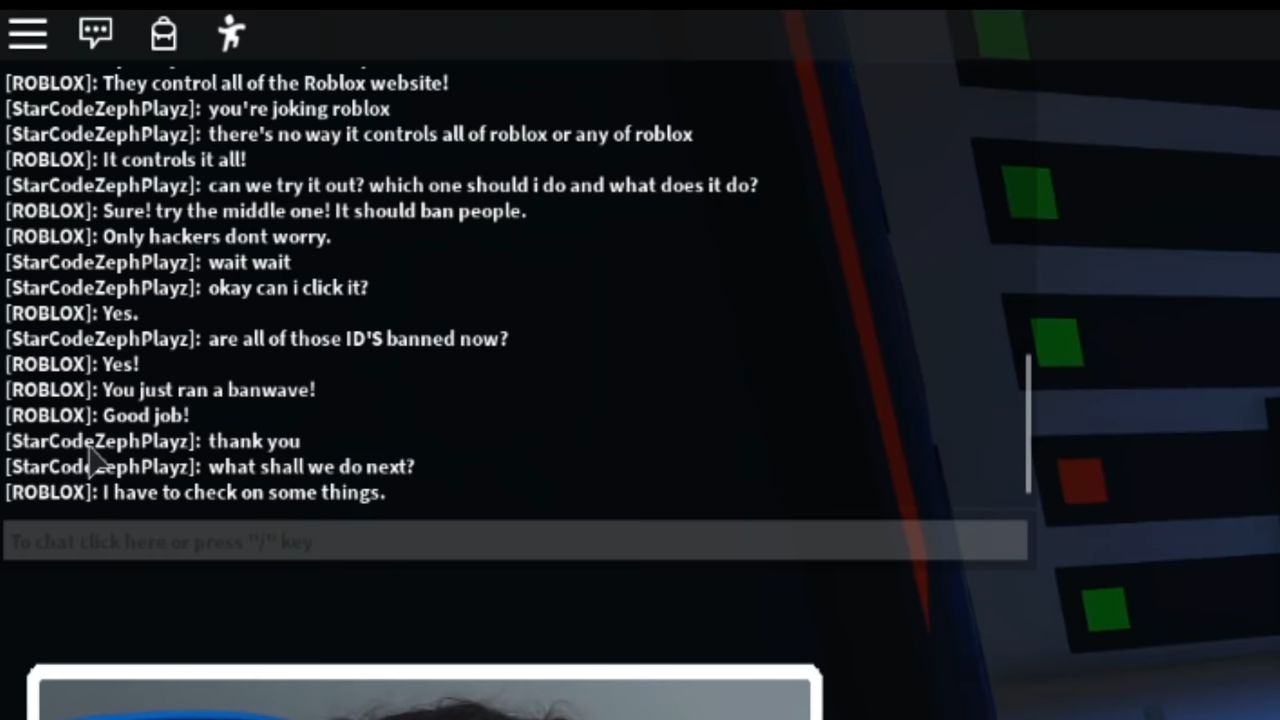 [ROBLOX]: They control all of the Roblox website!
[StarCodeZephPlayz]: you're joking roblox
[StarCodeZephPlayz]: there's no way it controls all of roblox or any of roblox
[ROBLOX]: It controls it all!
[StarCodeZephPlayz]: can we try it out? which one should i do and what does it do?
[ROBLOX]: Sure! try the middle one! It should ban people.
[ROBLOX]: Only hackers dont worry.
[StarCodeZephPlayz]: wait wait
[StarCodeZephPlayz]: okay can i click it?
[ROBLOX]: Yes.
[StarCodeZephPlayz]: are all of those ID'S banned now?
[ROBLOX]: Yes!
[ROBLOX]: You just ran a banwave!
[ROBLOX]: Good job!
[StarCodeZephPlayz]: thank you
[StarCodeZephPlayz]: what shall we do next?
[ROBLOX]: I have to check on some things.
To chat click here or press "/" key